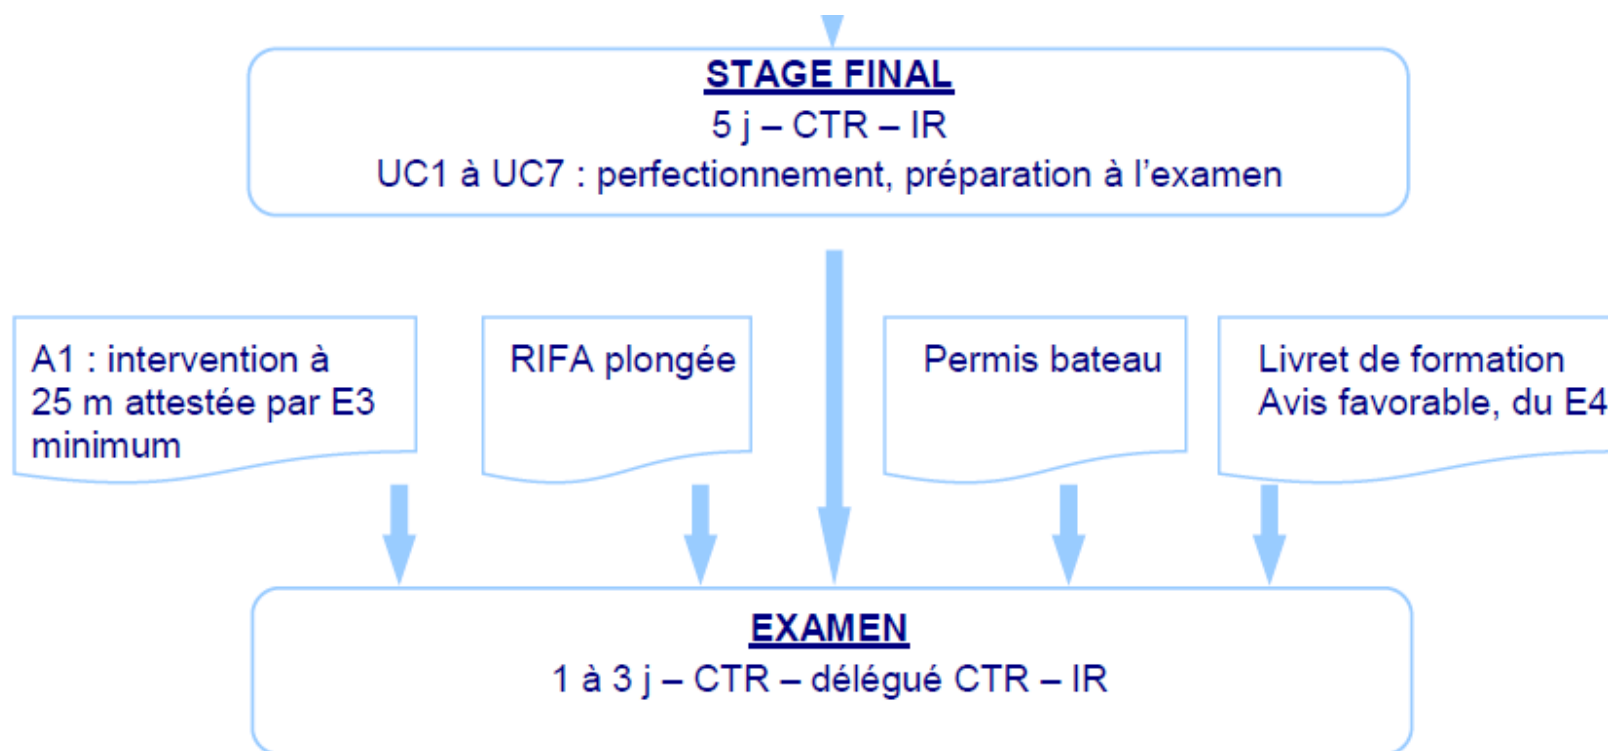 STAGE FINAL
5 j – CTR – IR
UC1 à UC7 : perfectionnement, préparation à l’examen
A1 : intervention à
25 m attestée par E3
minimum
RIFA plongée
Permis bateau
Livret de formation
Avis favorable, du E4
EXAMEN
1 à 3 j – CTR – délégué CTR – IR